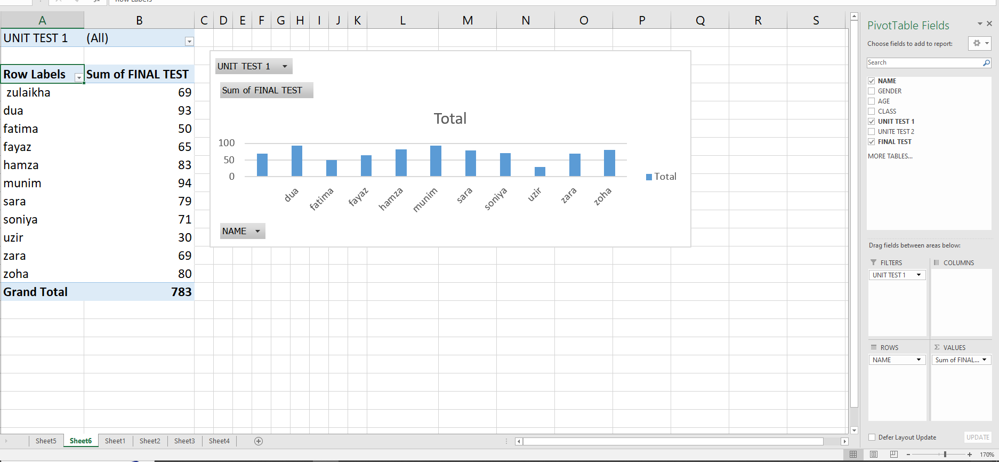 Row Labels
A B C D E F G H I J K L M N O P Q R S
UNIT TEST 1 (All)
Row Labels Sum of FINAL TEST
zulaikha 69
dua 93
fatima 50
fayaz 65
hamza 83
munim 94
sara 79
soniya 71
uzir 30
zara 69
zoha 80
Grand Total 783
UNIT TEST 1
Sum of FINAL TEST
Total
100
50
0
dua fatima fayaz hamza munim sara soniya uzir zara zoha
Total
NAME
PivotTable Fields
Choose fields to add to report:
Search
NAME
GENDER
AGE
CLASS
UNIT TEST 1
UNITE TEST 2
FINAL TEST
MORE TABLES...
Drag fields between areas below:
FILTERS COLUMNS
UNIT TEST 1
ROWS Σ VALUES
NAME Sum of FINAL...
Defer Layout Update UPDATE
Sheet5 Sheet6 Sheet1 Sheet2 Sheet3 Sheet4
170%